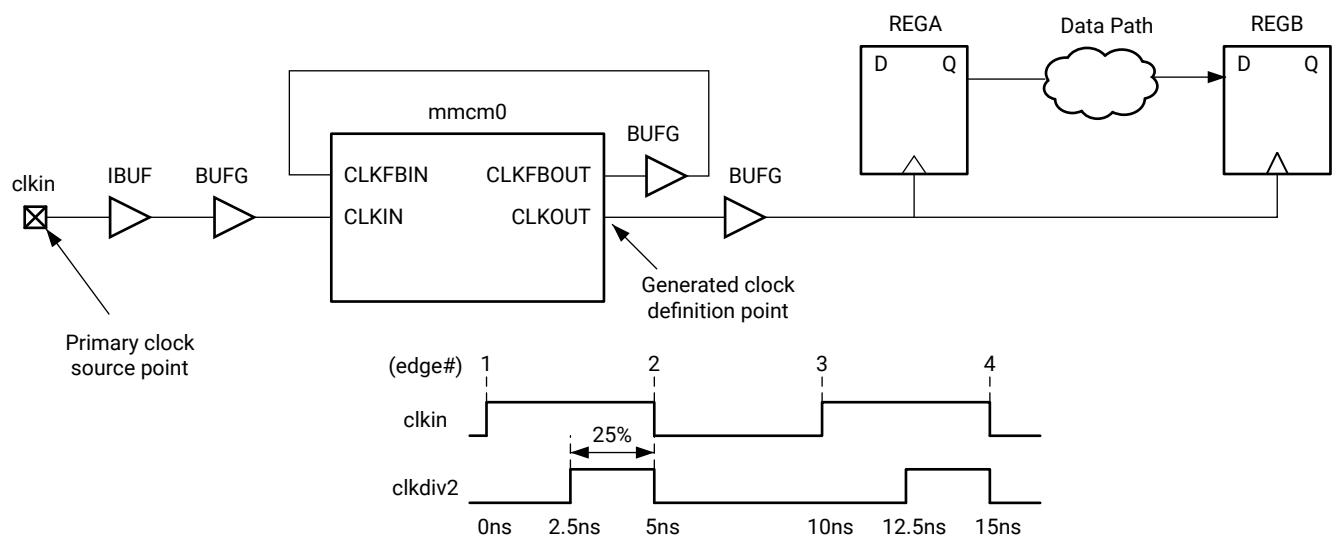 REGA
Data Path
REGB
D
Q
D
Q
mmcm0
BUFG
clkin
IBUF
BUFG
CLKFBIN
CLKFBOUT
BUFG
CLKIN
CLKOUT
Generated clock
definition point
Primary clock
source point
(edge#) 1 2 3 4
clkin
25%
clkdiv2
0ns 2.5ns 5ns 10ns 12.5ns 15ns